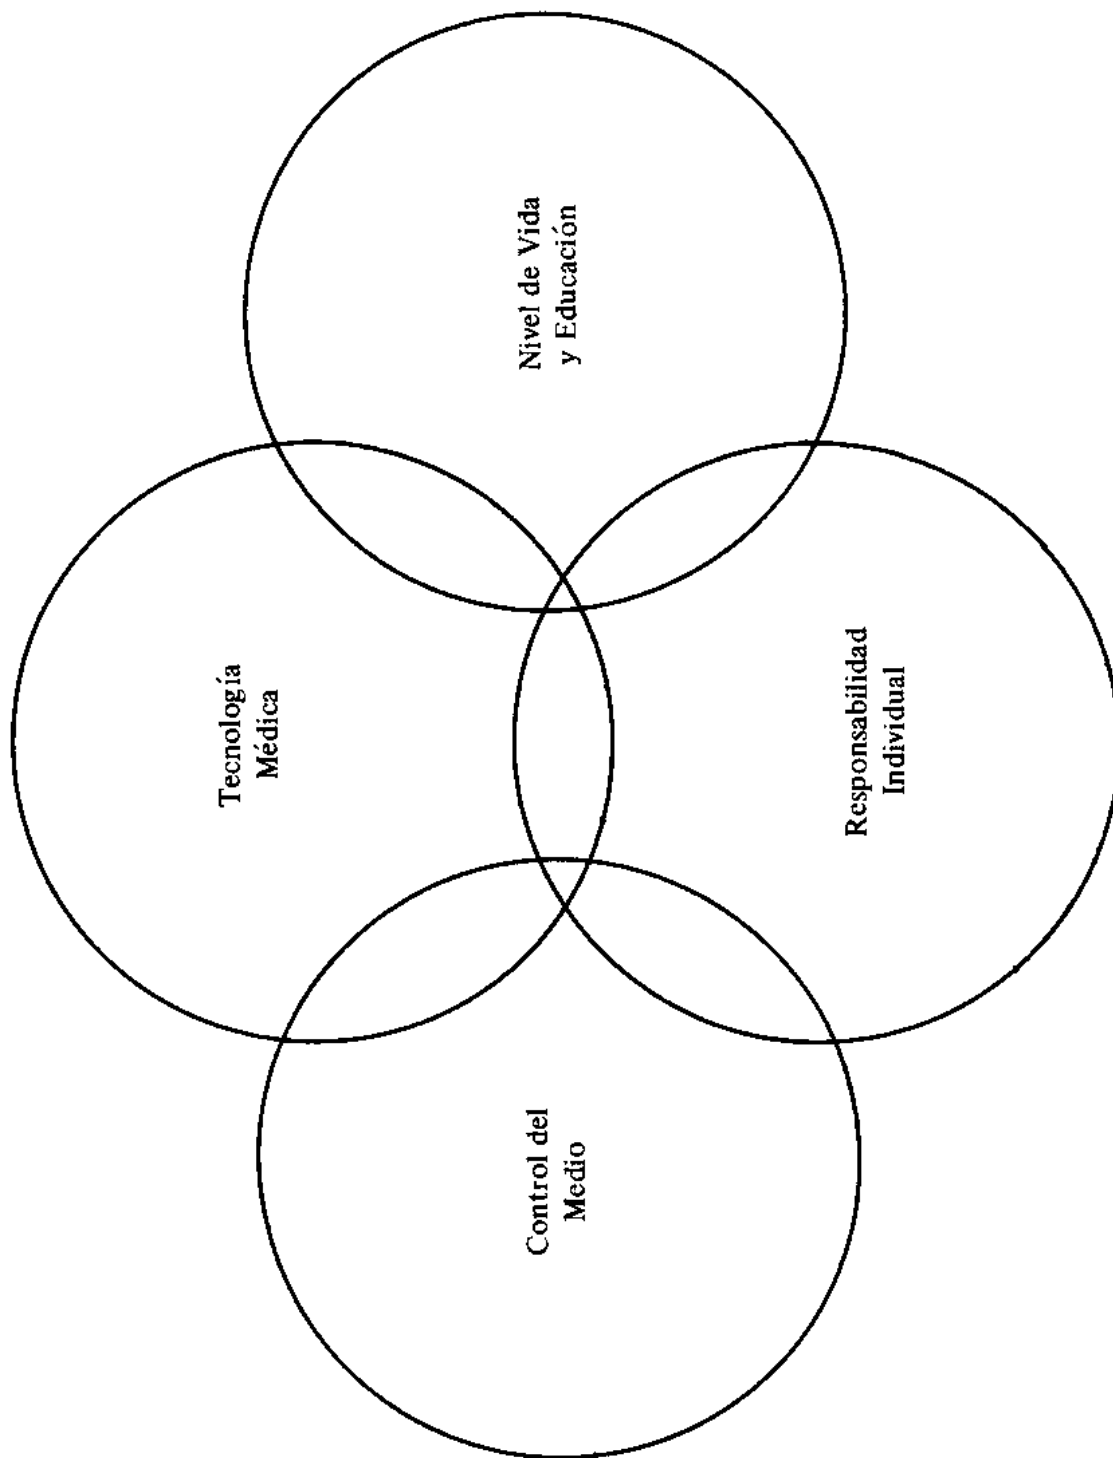 Tecnología
Médica
Control del
Medio
Nivel de Vida
y Educación
Responsabilidad
Individual